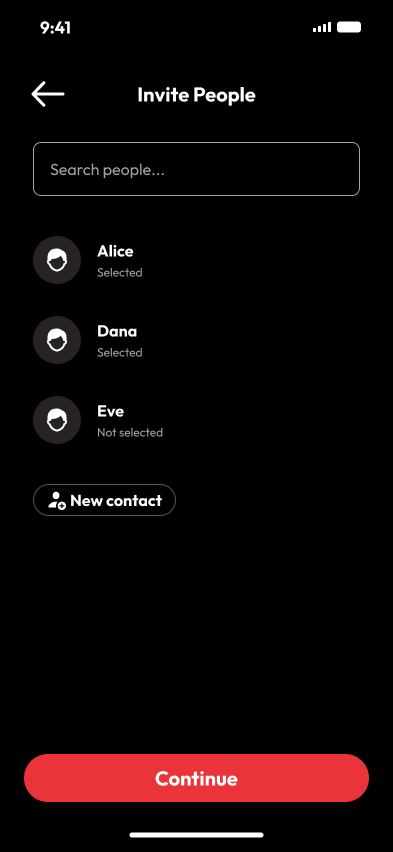 9:41
Invite People
Search people...
Alice
Selected
Dana
Selected
Eve
Not selected
New contact
Continue